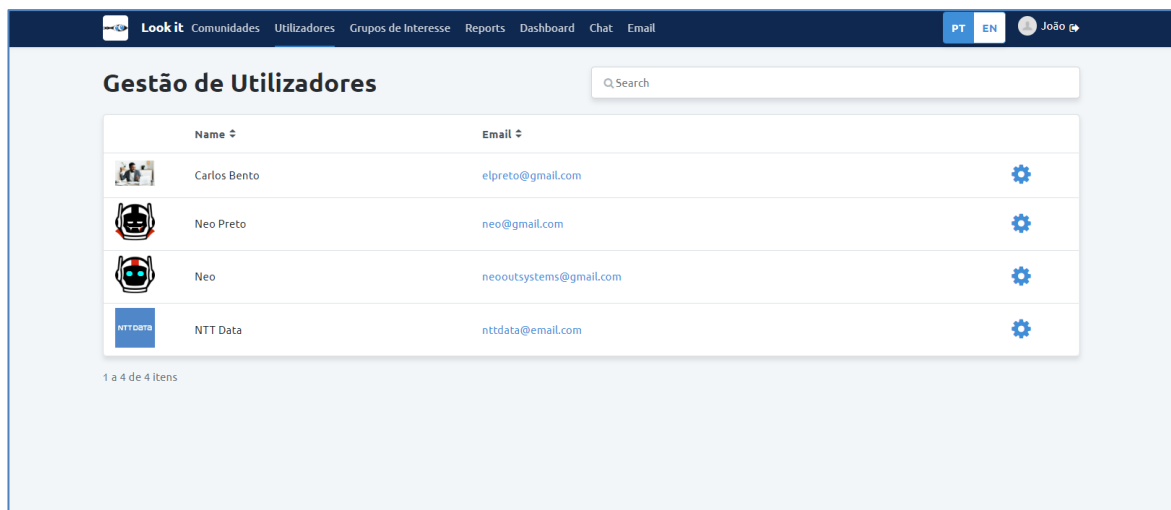 Look it Comunidades Utilizadores Grupos de Interesse Reports Dashboard Chat Email PT EN João
Gestão de Utilizadores Search
Name Email
Carlos Bento elpreto@gmail.com
Neo Preto neo@gmail.com
Neo neooutsystems@gmail.com
NTT DATA NTT Data nttdata@email.com
1 a 4 de 4 itens